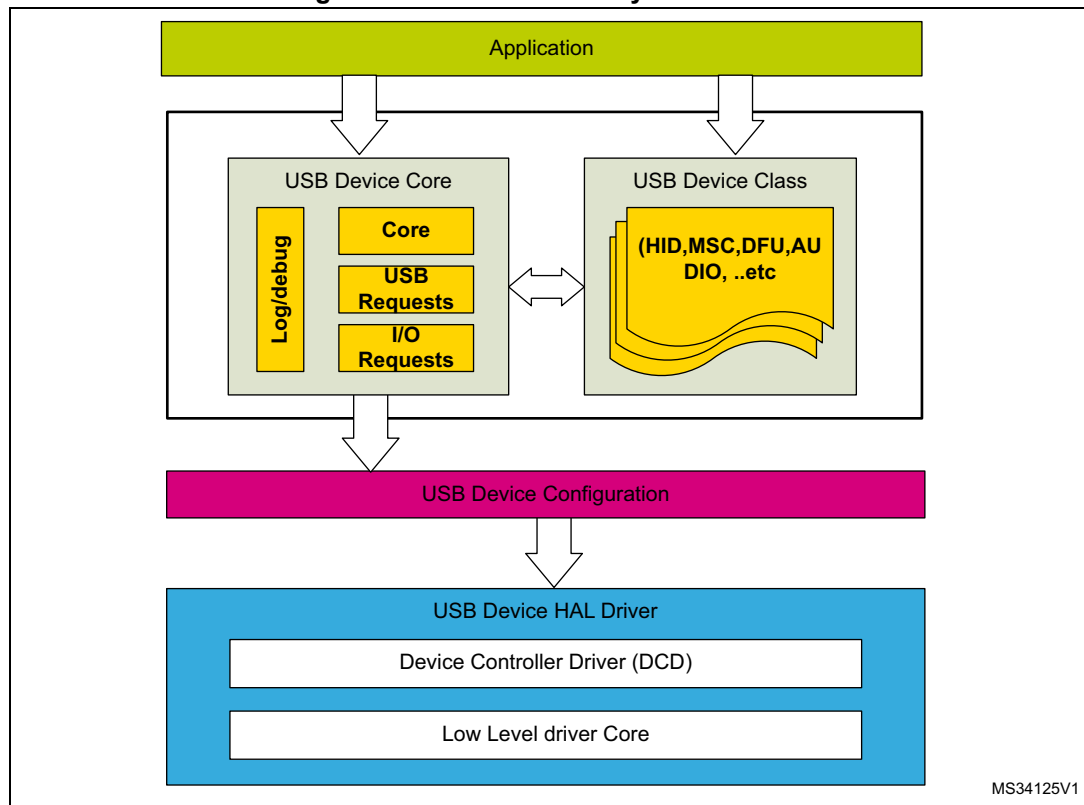 Application
USB Device Core
USB Device Class
Log/debug
Core
USB
Requests
I/O
Requests
(HID,MSC,DFU,AU
DIO, ..etc
USB Device Configuration
USB Device HAL Driver
Device Controller Driver (DCD)
Low Level driver Core
MS34125V1